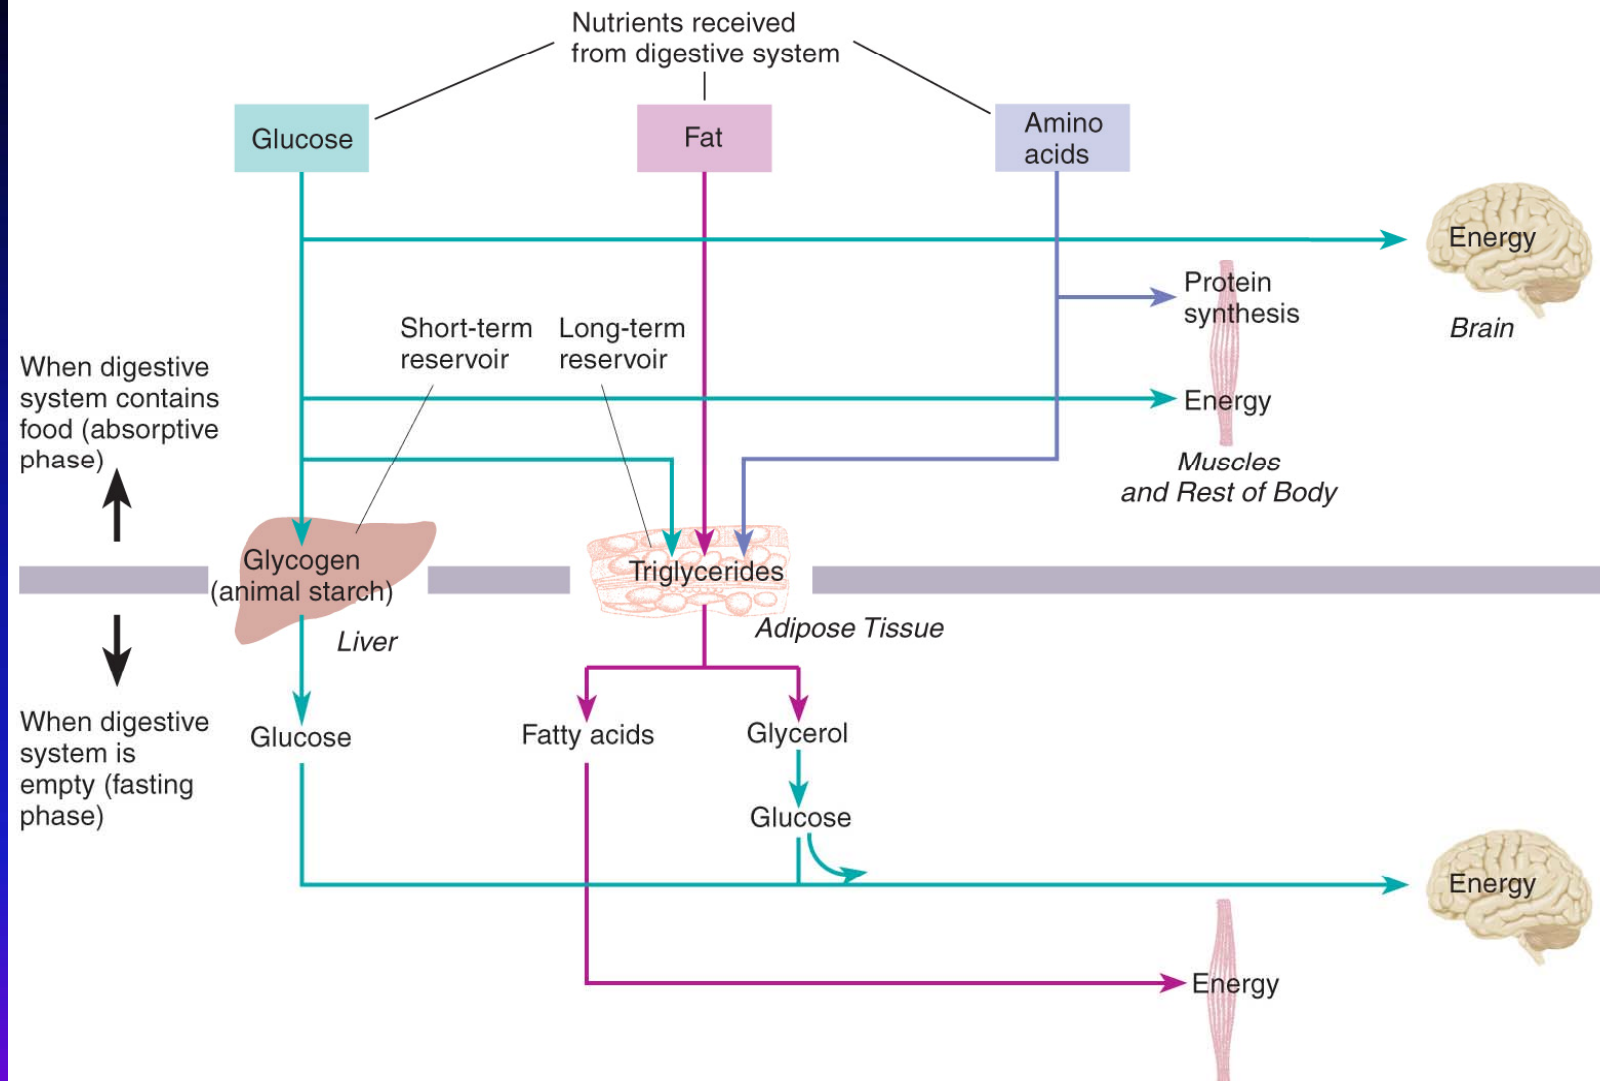 Nutrients received
from digestive system
Glucose
Fat
Amino
acids
Energy
Protein
synthesis
Brain
Short-term
reservoir
Long-term
reservoir
When digestive
system contains
food (absorptive
phase)
Energy
Muscles
and Rest of Body
Glycogen
(animal starch)
Triglycerides
Liver
Adipose Tissue
When digestive
system is
empty (fasting
phase)
Glucose
Fatty acids
Glycerol
Glucose
Energy
Energy